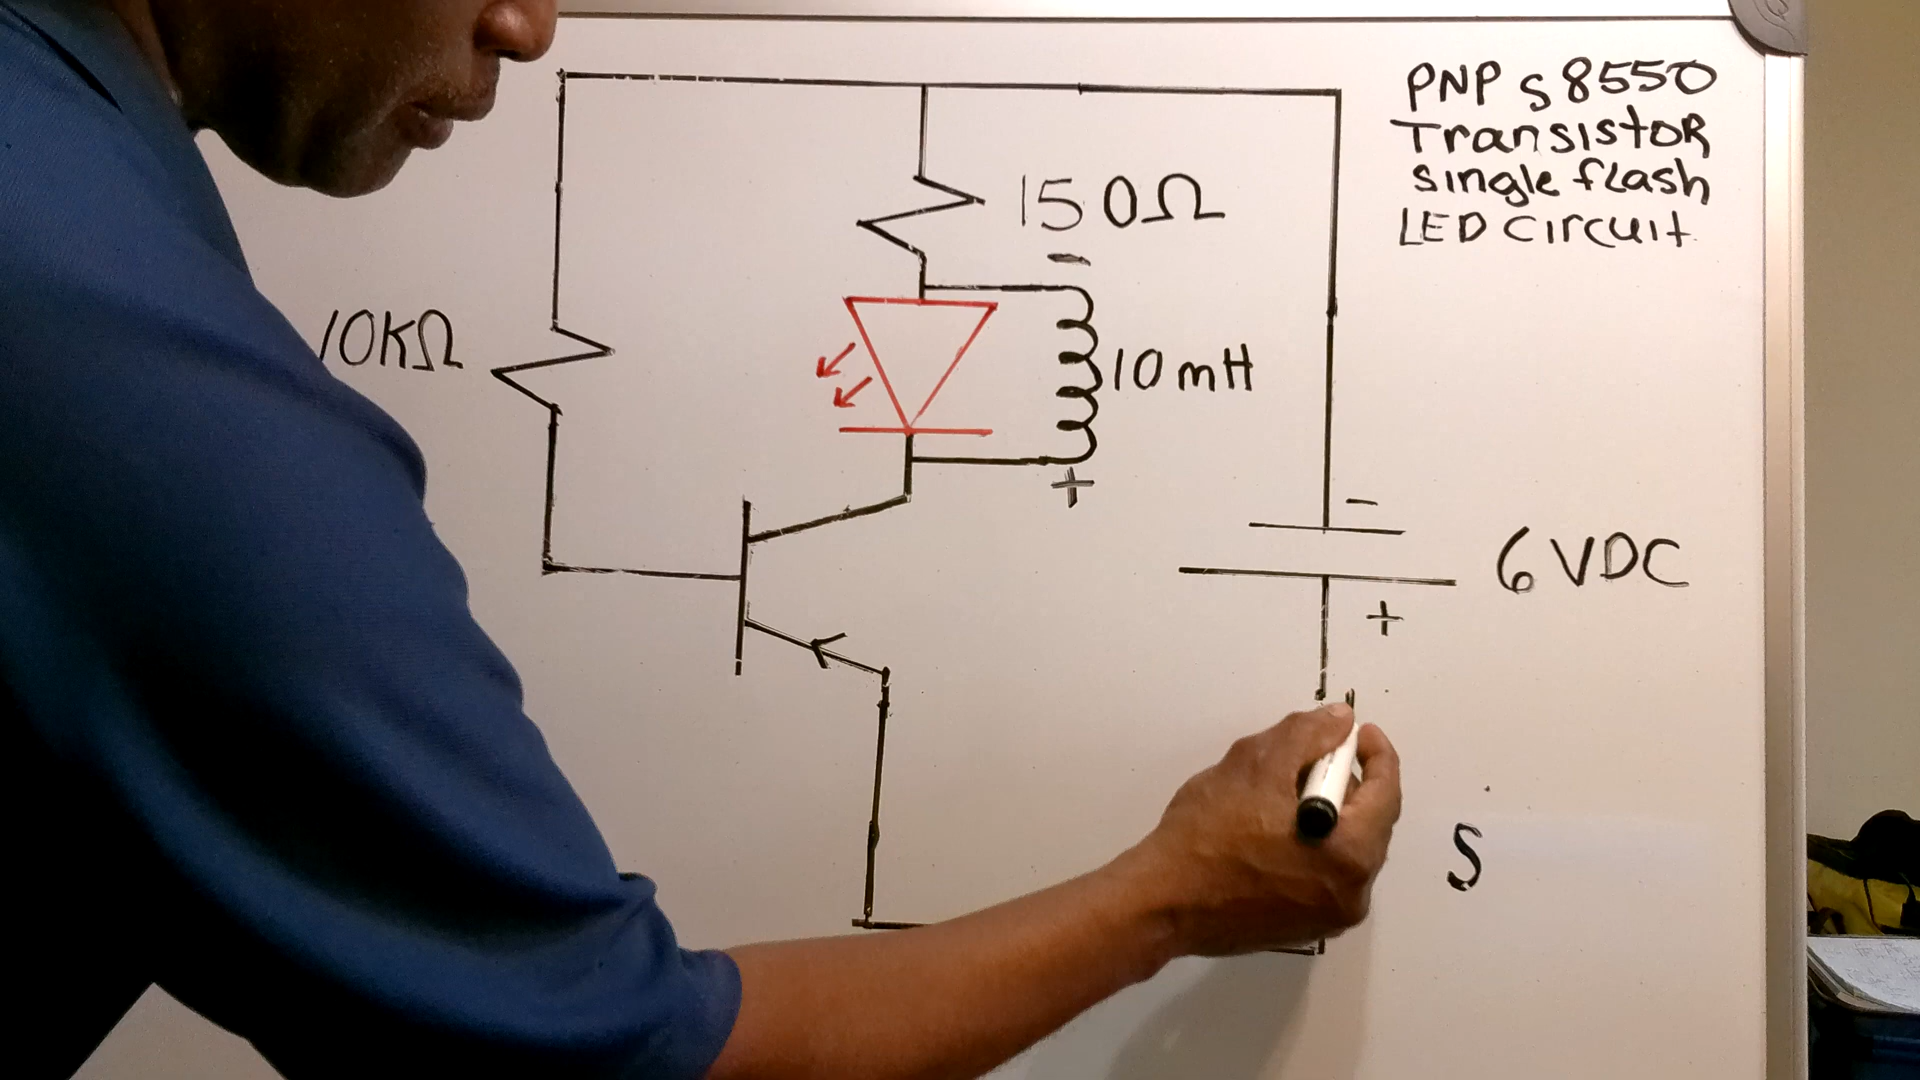 PNP S8550
Transistor
single flash
LED circuit
150Ω
-
10KΩ
10mH
+
-
6VDC
+
S